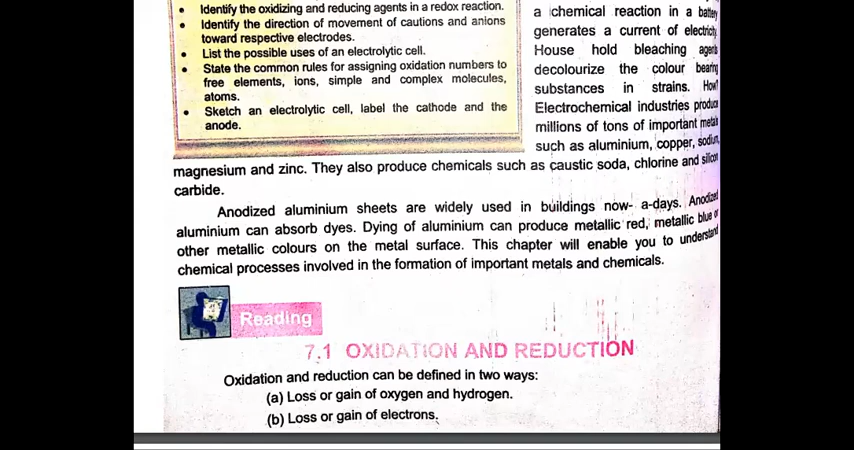 • Identify the oxidizing and reducing agents in a redox reaction.
• Identify the direction of movement of cautions and anions
toward respective electrodes.
• List the possible uses of an electrolytic cell.
• State the common rules for assigning oxidation numbers to
free elements, ions, simple and complex molecules,
atoms.
• Sketch an electrolytic cell, label the cathode and the
anode.
a chemical reaction in a battery
generates a current of electricity.
House hold bleaching agents
decolourize the colour bearing
substances in strains. How?
Electrochemical industries produce
millions of tons of important metals
such as aluminium, copper, sodium,
magnesium and zinc. They also produce chemicals such as caustic soda, chlorine and silicon
carbide.
Anodized aluminium sheets are widely used in buildings now- a-days. Anodized
aluminium can absorb dyes. Dying of aluminium can produce metallic red, metallic blue or
other metallic colours on the metal surface. This chapter will enable you to understand
chemical processes involved in the formation of important metals and chemicals.
Reading
7.1 OXIDATION AND REDUCTION
Oxidation and reduction can be defined in two ways:
(a) Loss or gain of oxygen and hydrogen.
(b) Loss or gain of electrons.